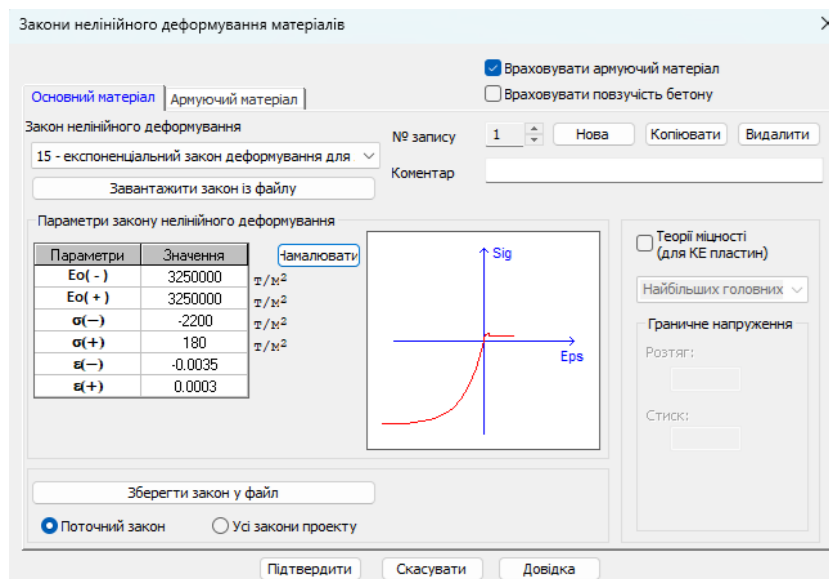 Закони нелінійного деформування матеріалів
Враховувати армуючий матеріал
Враховувати повзучість бетону
Основний матеріал
Армуючий матеріал
Закон нелінійного деформування
15 - експоненціальний закон деформування для
Завантажити закон із файлу
№ запису
1
Нова
Копіювати
Видалити
Коментар
Параметри закону нелінійного деформування
Параметри Значення
Eo( - ) 3250000 т/м²
Eo( + ) 3250000 т/м²
σ(−) -2200 т/м²
σ(+) 180 т/м²
ε(−) -0.0035
ε(+) 0.0003
Намалювати
Sig
Eps
Теорії міцності
(для КЕ пластин)
Найбільших головних
Граничне напруження
Розтяг:
Стиск:
Зберегти закон у файл
Поточний закон
Усі закони проекту
Підтвердити
Скасувати
Довідка